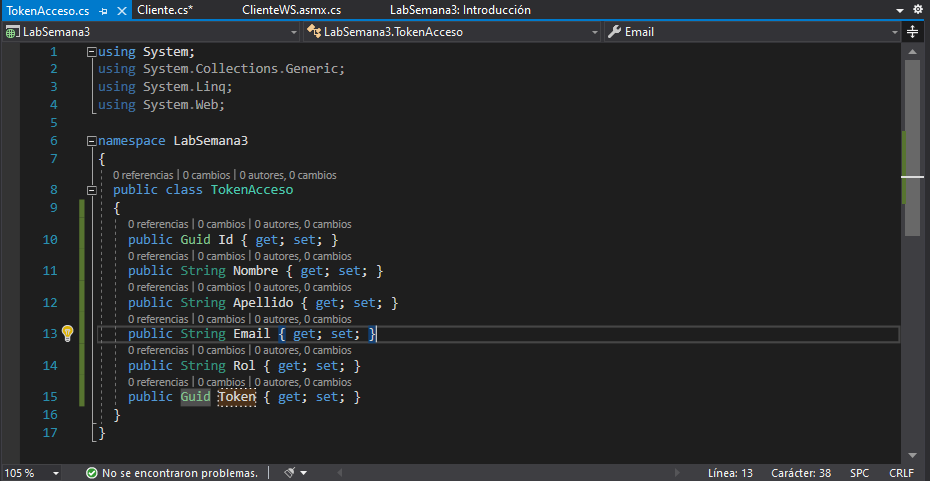 TokenAcceso.cs Cliente.cs* ClienteWS.asmx.cs LabSemana3: Introducción
LabSemana3 LabSemana3.TokenAcceso Email
1 using System;
2 using System.Collections.Generic;
3 using System.Linq;
4 using System.Web;
5
6 namespace LabSemana3
7 {
0 referencias | 0 cambios | 0 autores, 0 cambios
8 public class TokenAcceso
9 {
0 referencias | 0 cambios | 0 autores, 0 cambios
10 public Guid Id { get; set; }
0 referencias | 0 cambios | 0 autores, 0 cambios
11 public String Nombre { get; set; }
0 referencias | 0 cambios | 0 autores, 0 cambios
12 public String Apellido { get; set; }
0 referencias | 0 cambios | 0 autores, 0 cambios
13 public String Email { get; set; }
0 referencias | 0 cambios | 0 autores, 0 cambios
14 public String Rol { get; set; }
0 referencias | 0 cambios | 0 autores, 0 cambios
15 public Guid Token { get; set; }
16 }
17 }
105 % No se encontraron problemas. Línea: 13 Carácter: 38 SPC CRLF